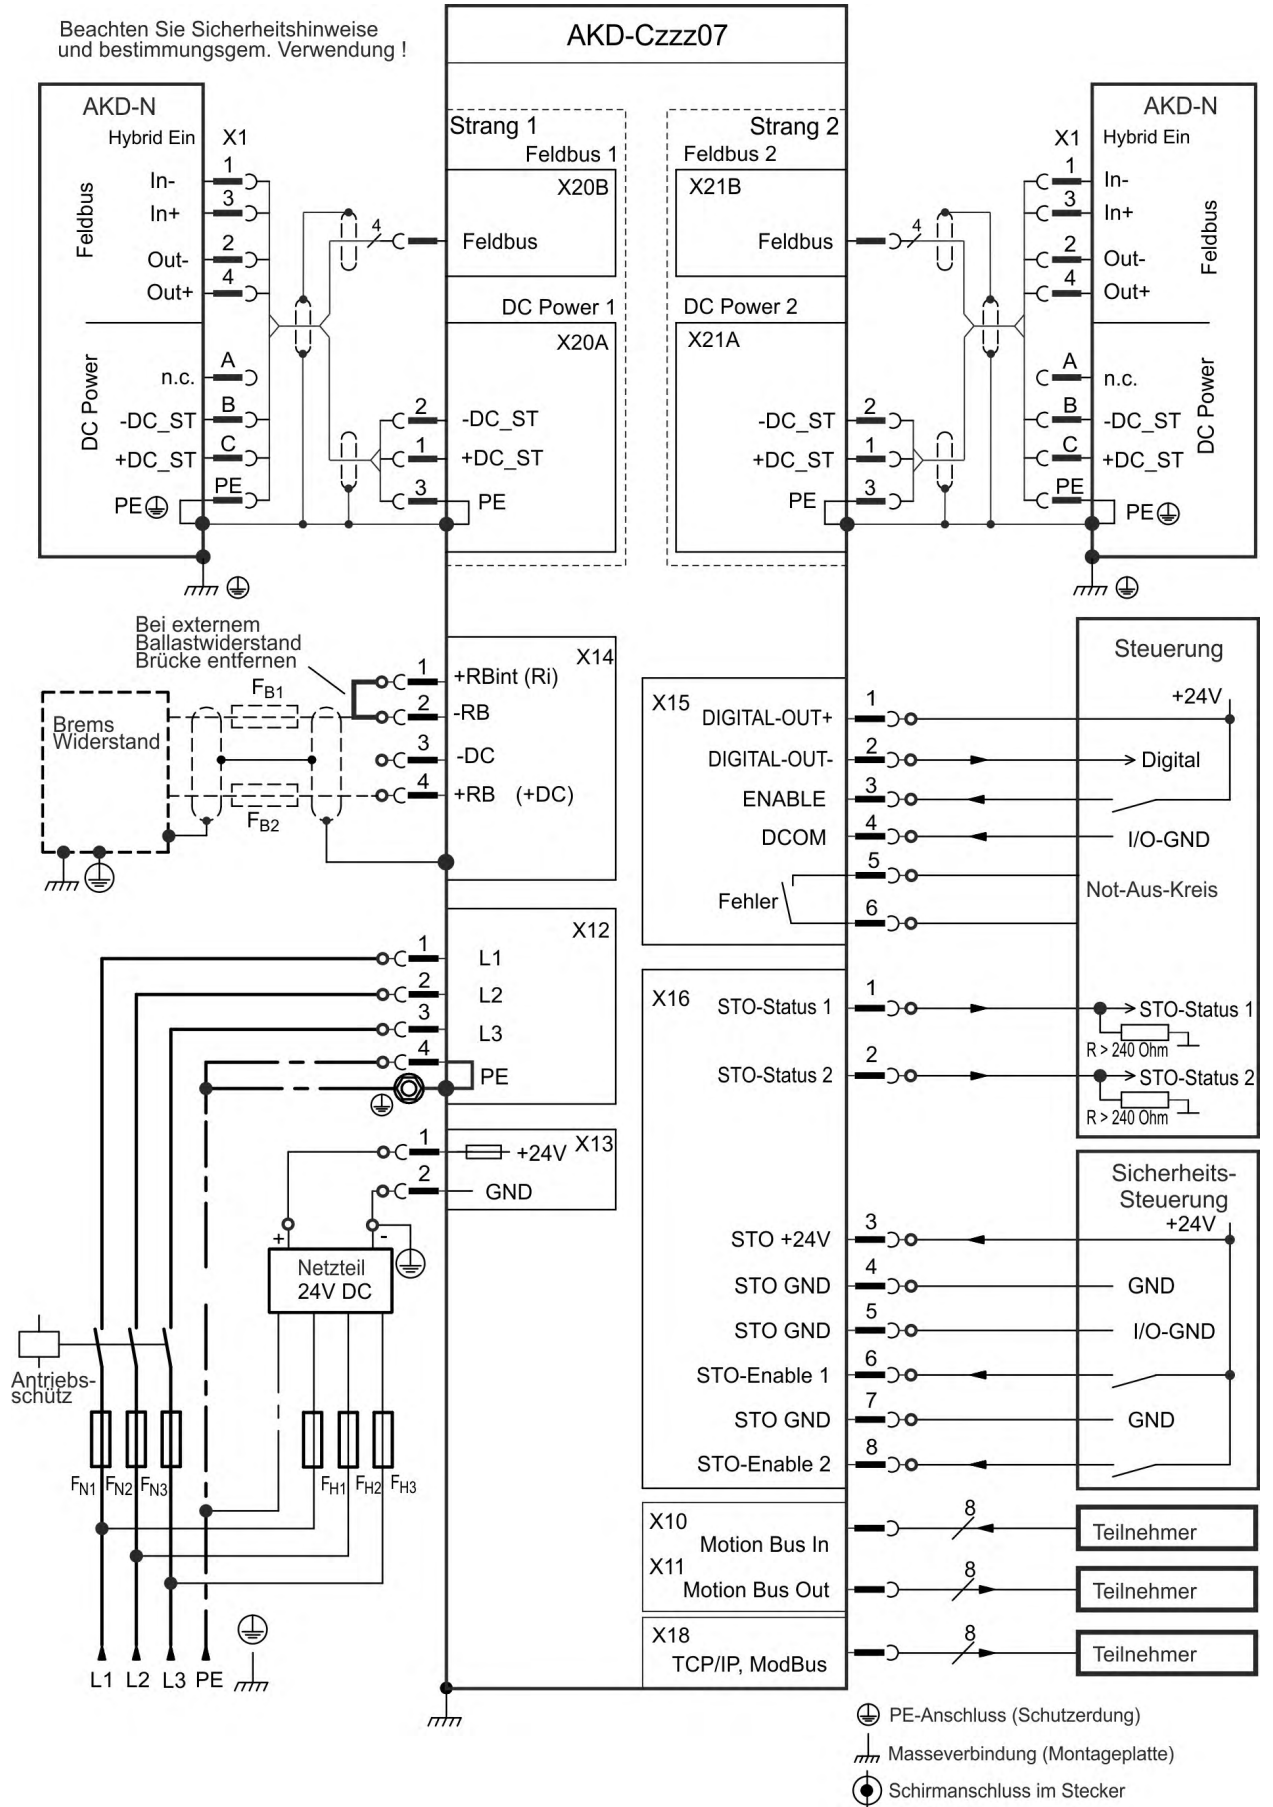 Beachten Sie Sicherheitshinweise
und bestimmungsgem. Verwendung !
AKD-Czzz07
AKD-N
Hybrid Ein X1
Feldbus
In- 1
In+ 3
Out- 2
Out+ 4
DC Power
n.c. A
-DC_ST B
+DC_ST C
PE PE
4
Strang 1
Feldbus 1
X20B
Feldbus
DC Power 1
X20A
2 -DC_ST
1 +DC_ST
3 PE
Strang 2
Feldbus 2
X21B
Feldbus
DC Power 2
X21A
-DC_ST 2
+DC_ST 1
PE 3
4
AKD-N
X1 Hybrid Ein
1 In-
3 In+
2 Out-
4 Out+
Feldbus
A n.c.
B -DC_ST
C +DC_ST
PE PE
DC Power
Bei externem
Ballastwiderstand
Brücke entfernen
X14
1 +RBint (Ri)
2 -RB
3 -DC
4 +RB (+DC)
FB1
FB2
Brems
Widerstand
X12
1 L1
2 L2
3 L3
4 PE
X13
1 +24V
2 GND
+ -
Netzteil
24V DC
Antriebs-
schütz
FN1 FN2 FN3
FH1 FH2 FH3
L1 L2 L3 PE
X15
DIGITAL-OUT+ 1
DIGITAL-OUT- 2
ENABLE 3
DCOM 4
Fehler
5
6
Steuerung
+24V
Digital
I/O-GND
Not-Aus-Kreis
STO-Status 1
R > 240 Ohm
STO-Status 2
R > 240 Ohm
X16
STO-Status 1 1
STO-Status 2 2
STO +24V 3
STO GND 4
STO GND 5
STO-Enable 1 6
STO GND 7
STO-Enable 2 8
Sicherheits-
Steuerung
+24V
GND
I/O-GND
GND
X10
Motion Bus In
8
Teilnehmer
X11
Motion Bus Out
8
Teilnehmer
X18
TCP/IP, ModBus
8
Teilnehmer
PE-Anschluss (Schutzerdung)
Masseverbindung (Montageplatte)
Schirmanschluss im Stecker